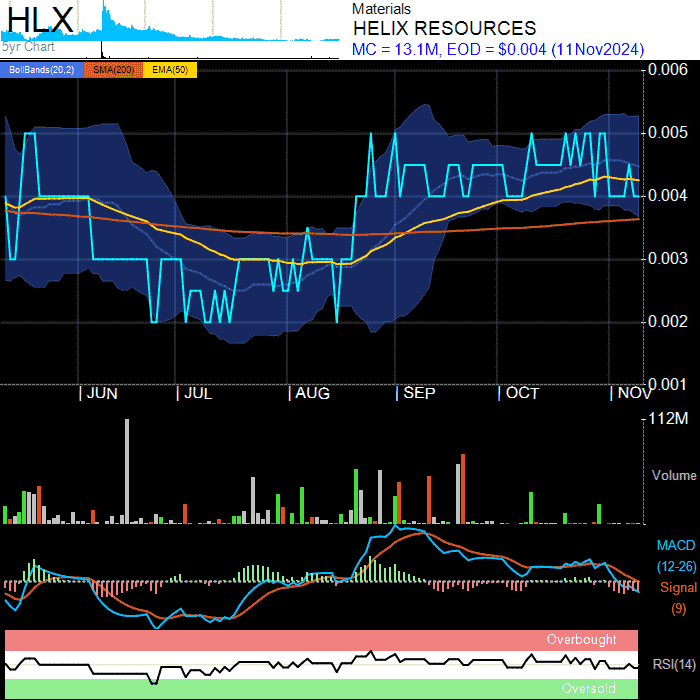 HLX
5yr Chart
Materials
HELIX RESOURCES
MC = 13.1M, EOD = $0.004 (11Nov2024)
BollBands(20,2) SMA(200) EMA(50)
0.006
0.005
0.004
0.003
0.002
0.001
JUN JUL AUG SEP OCT NOV
112M
Volume
MACD
(12-26)
Signal
(9)
Overbought
RSI(14)
Oversold